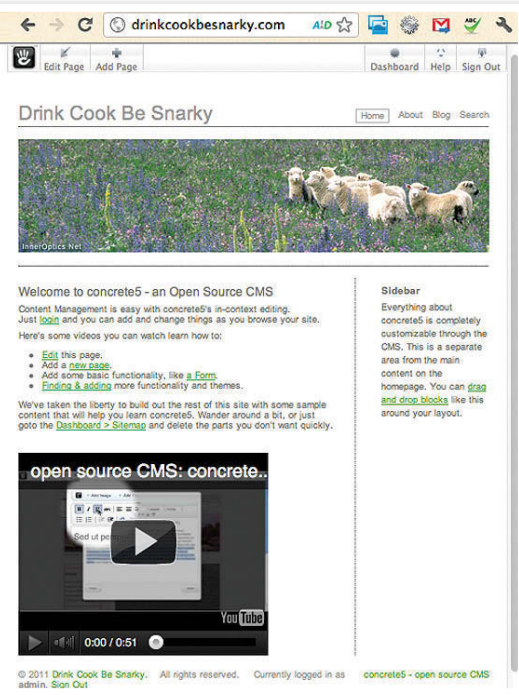 drinkcookbesnarky.com
Edit Page Add Page Dashboard Help Sign Out
Drink Cook Be Snarky
Home About Blog Search
InnerOptics Net
Welcome to concrete5 - an Open Source CMS
Content Management is easy with concrete5's in-context editing.
Just login and you can add and change things as you browse your site.
Here's some videos you can watch learn how to:
Edit this page.
Add a new page.
Add some basic functionality, like a Form.
Finding & adding more functionality and themes.
We've taken the liberty to build out the rest of this site with some sample
content that will help you learn concrete5. Wander around a bit, or just
goto the Dashboard > Sitemap and delete the parts you don't want quickly.
Sidebar
Everything about
concrete5 is completely
customizable through the
CMS. This is a separate
area from the main
content on the
homepage. You can drag
and drop blocks like this
around your layout.
open source CMS: concrete...
Sed ut
YouTube
0:00 / 0:51
© 2011 Drink Cook Be Snarky. All rights reserved. Currently logged in as concrete5 - open source CMS
admin. Sign Out